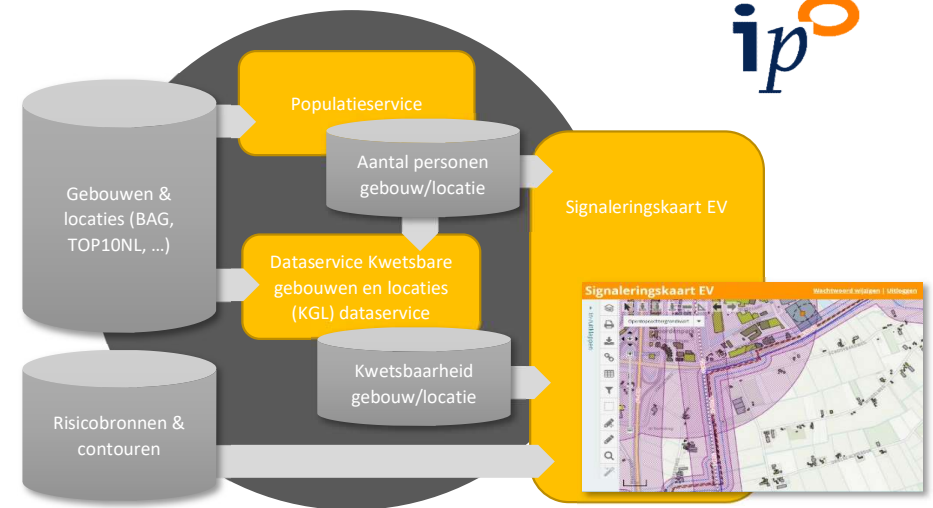 ipo
Populatieservice
Aantal personen
gebouw/locatie
Gebouwen &
locaties (BAG,
TOP10NL, …)
Signaleringskaart EV
Dataservice Kwetsbare
gebouwen en locaties
(KGL) dataservice
Kwetsbaarheid
gebouw/locatie
Risicobronnen &
contouren
Signaleringskaart EV
Wachtwoord wijzigen | Uitloggen